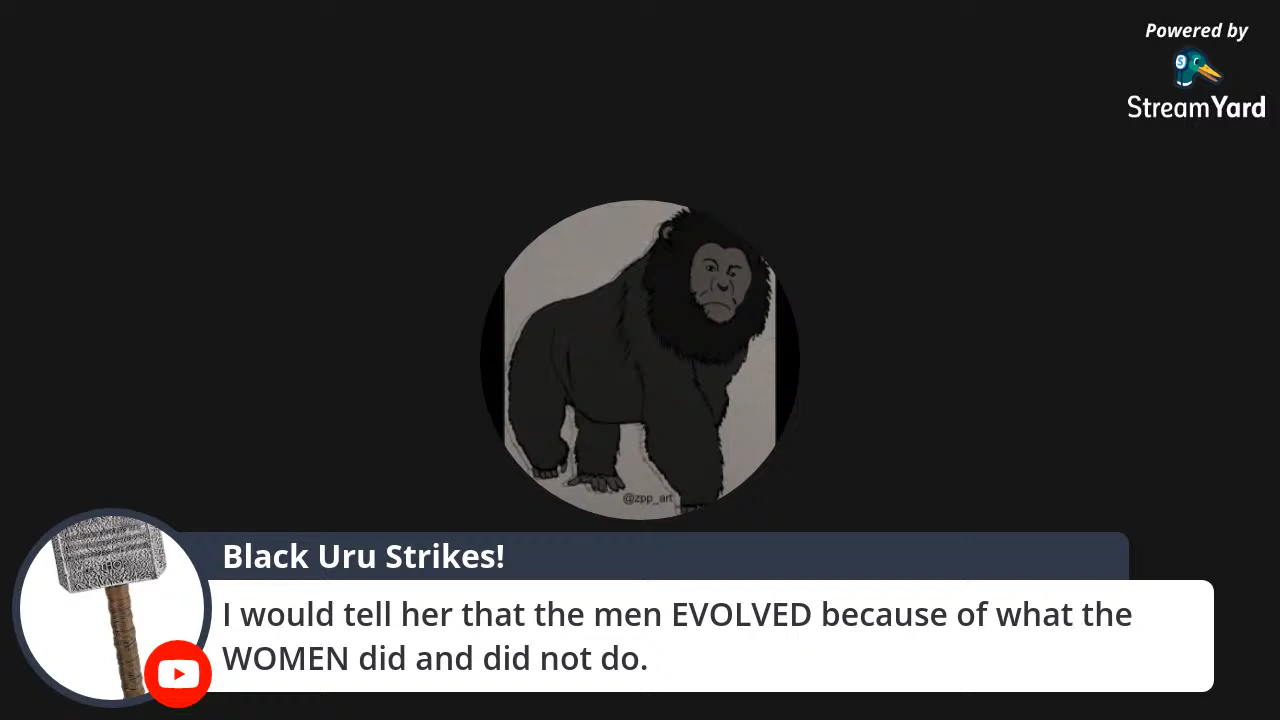 Powered by
StreamYard
@zpp_art
Black Uru Strikes!
I would tell her that the men EVOLVED because of what the
WOMEN did and did not do.